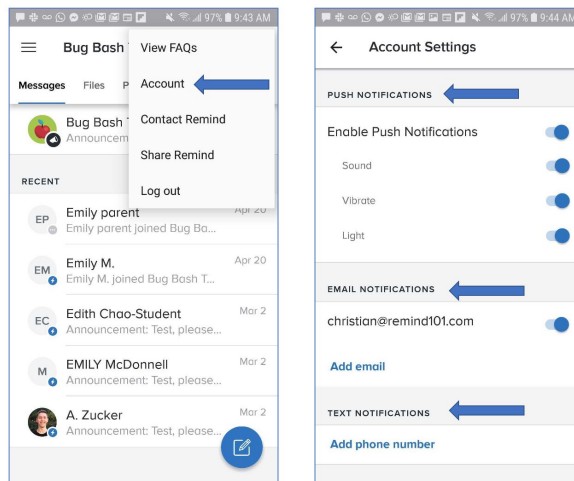 97% 9:43 AM
Bug Bash
View FAQs
Account
Contact Remind
Share Remind
Log out
Messages Files P
Bug Bash T
Announcem
RECENT
EP
Emily parent
Apr 20
Emily parent joined Bug Ba...
EM
Emily M.
Apr 20
Emily M. joined Bug Bash T...
EC
Edith Chao-Student
Mar 2
Announcement: Test, please...
M
EMILY McDonnell
Mar 2
Announcement: Test, please...
A. Zucker
Mar 2
Announcement: Test, please...
97% 9:44 AM
Account Settings
PUSH NOTIFICATIONS
Enable Push Notifications
Sound
Vibrate
Light
EMAIL NOTIFICATIONS
christian@remind101.com
Add email
TEXT NOTIFICATIONS
Add phone number